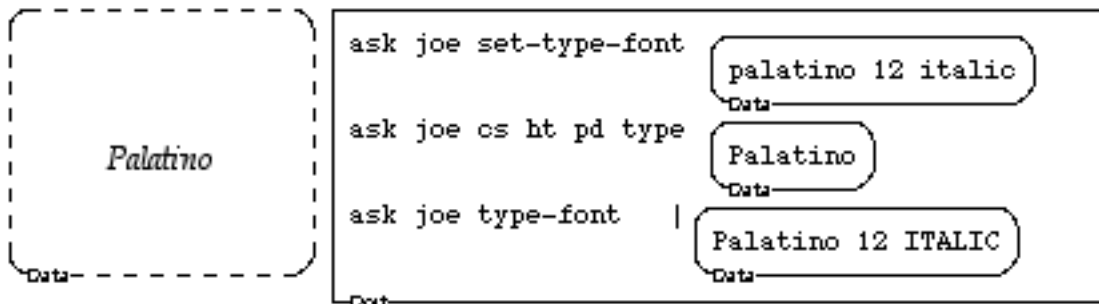 Palatino
Data
ask joe set-type-font
palatino 12 italic
Data
ask joe cs ht pd type
Palatino
Data
ask joe type-font |
Palatino 12 ITALIC
Data